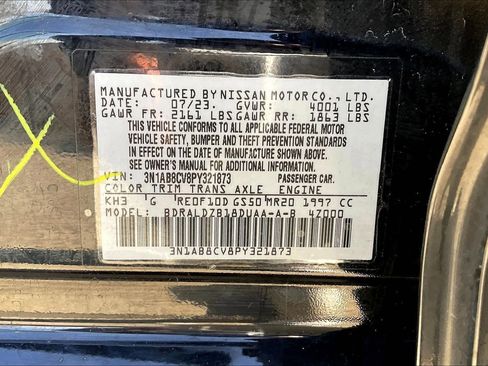 MANUFACTURED BY NISSAN MOTOR CO., LTD.
DATE: 07/23. GVWR: 4001 LBS
GAWR FR: 2161 LBS GAWR RR: 1863 LBS
THIS VEHICLE CONFORMS TO ALL APPLICABLE FEDERAL MOTOR
VEHICLE SAFETY, BUMPER AND THEFT PREVENTION STANDARDS
IN EFFECT ON THE DATE OF MANUFACTURE SHOWN ABOVE.
SEE OWNER'S MANUAL FOR ADDITIONAL INFORMATION.
VIN: 3N1AB8CV8PY321873 PASSENGER CAR.
COLOR TRIM TRANS AXLE ENGINE
KH3 G RE0F10D GS50 MR20 1997 CC
MODEL: BDRALDZB18DUAA-A-B 4Z000
3N1AB8CV8PY321873